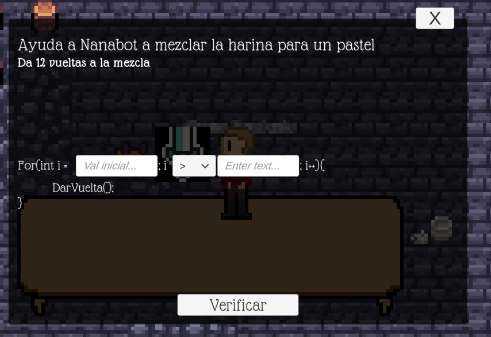 X
Ayuda a Nanabot a mezclar la harina para un pastel
Da 12 vueltas a la mezcla
For(int i = Val inicial... ; i > Enter text... ; i++){
DarVuelta();
}
Verificar